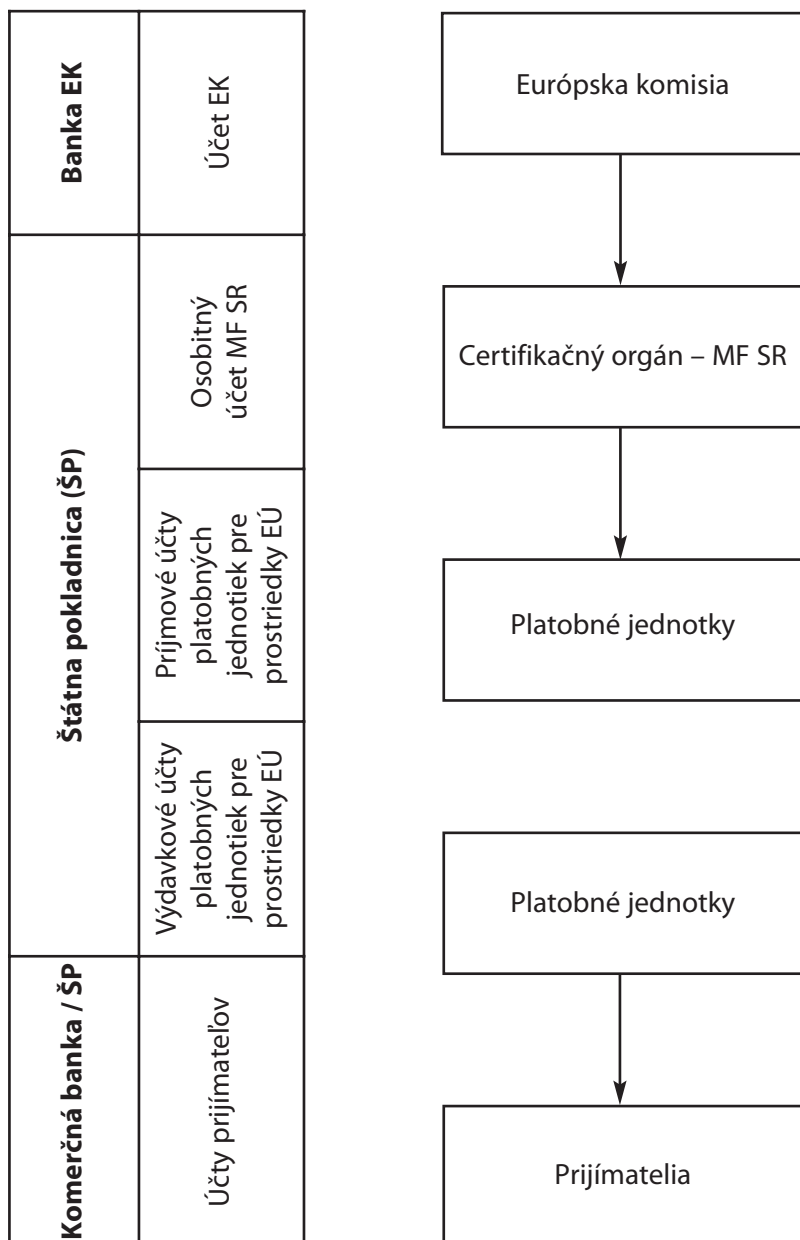 Banka EK
Účet EK
Európska komisia
Štátna pokladnica (ŠP)
Osobitný
účet MF SR
Certifikačný orgán – MF SR
Príjmové účty
platobných
jednotiek pre
prostriedky EÚ
Platobné jednotky
Výdavkové účty
platobných
jednotiek pre
prostriedky EÚ
Platobné jednotky
Komerčná banka / ŠP
Účty prijímateľov
Prijímatelia